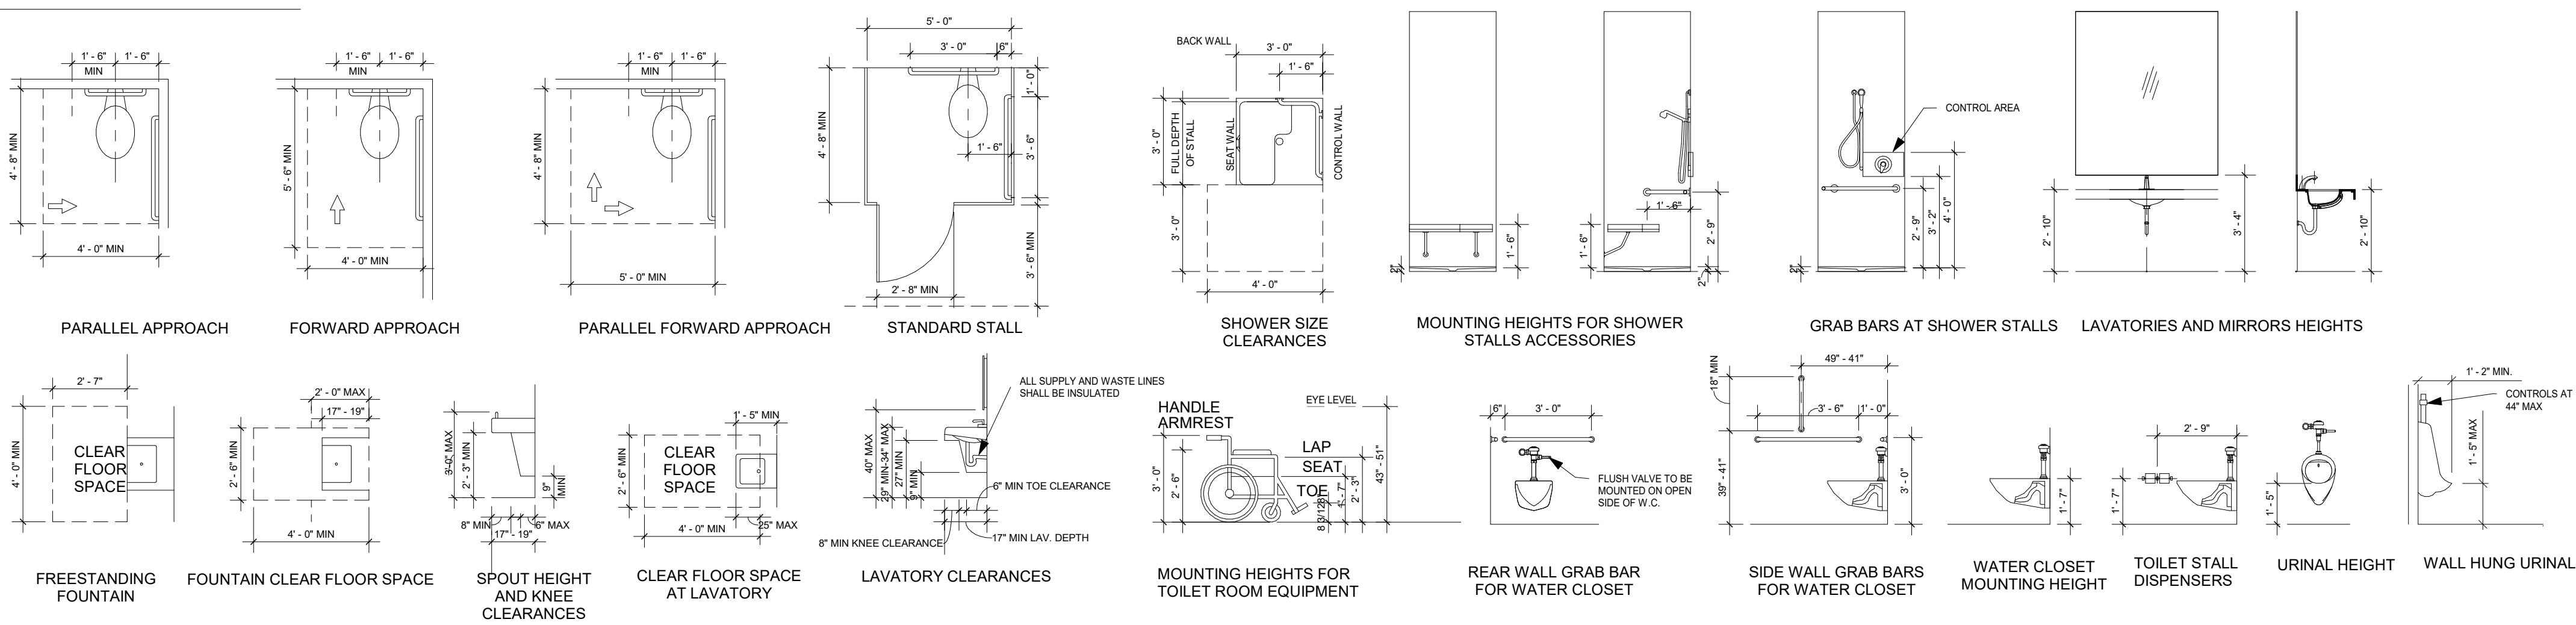 1' - 6" 1' - 6"
MIN
4' - 8" MIN
4' - 0" MIN
PARALLEL APPROACH
1' - 6" 1' - 6"
MIN
5' - 6" MIN
4' - 0" MIN
FORWARD APPROACH
1' - 6" 1' - 6"
MIN
4' - 8" MIN
5' - 0" MIN
PARALLEL FORWARD APPROACH
5' - 0"
3' - 0" 6"
1' - 0"
4' - 8" MIN
1' - 6"
3' - 6"
3' - 6" MIN
2' - 8" MIN
STANDARD STALL
BACK WALL
3' - 0"
1' - 6"
3' - 0"
FULL DEPTH
OF STALL
SEAT WALL
CONTROL WALL
3' - 0"
4' - 0"
SHOWER SIZE
CLEARANCES
1' - 6"
2"
1' - 6"
1' - 6"
2' - 9"
2"
MOUNTING HEIGHTS FOR SHOWER
STALLS ACCESSORIES
CONTROL AREA
2' - 9"
3' - 2"
4' - 0"
2"
GRAB BARS AT SHOWER STALLS
2' - 10"
3' - 4"
2' - 10"
LAVATORIES AND MIRRORS HEIGHTS
2' - 7"
4' - 0" MIN
CLEAR
FLOOR
SPACE
FREESTANDING
FOUNTAIN
2' - 0" MAX
17" - 19"
2' - 6" MIN
4' - 0" MIN
FOUNTAIN CLEAR FLOOR SPACE
3'-0" MAX
2' - 3" MIN
9"
MINI
8" MIN 6" MAX
17" - 19"
SPOUT HEIGHT
AND KNEE
CLEARANCES
1' - 5" MIN
2' - 6" MIN
CLEAR
FLOOR
SPACE
25" MAX
4' - 0" MIN
CLEAR FLOOR SPACE
AT LAVATORY
ALL SUPPLY AND WASTE LINES
SHALL BE INSULATED
40" MAX
29" MIN-34" MAX
27" MIN
9" MIN
6" MIN TOE CLEARANCE
17" MIN LAV. DEPTH
8" MIN KNEE CLEARANCE
LAVATORY CLEARANCES
HANDLE
ARMREST
EYE LEVEL
LAP
SEAT
TOE
3' - 0"
2' - 6"
1' - 7"
2' - 3"
43" - 51"
MOUNTING HEIGHTS FOR
TOILET ROOM EQUIPMENT
6" 3' - 0"
FLUSH VALVE TO BE
MOUNTED ON OPEN
SIDE OF W.C.
REAR WALL GRAB BAR
FOR WATER CLOSET
49" - 41"
18" MIN
3' - 6" 1' - 0"
39" - 41"
3' - 0"
SIDE WALL GRAB BARS
FOR WATER CLOSET
1' - 7"
WATER CLOSET
MOUNTING HEIGHT
2' - 9"
1' - 7"
TOILET STALL
DISPENSERS
1' - 5"
URINAL HEIGHT
1' - 2" MIN.
CONTROLS AT
44" MAX
1' - 5" MAX
WALL HUNG URINAL